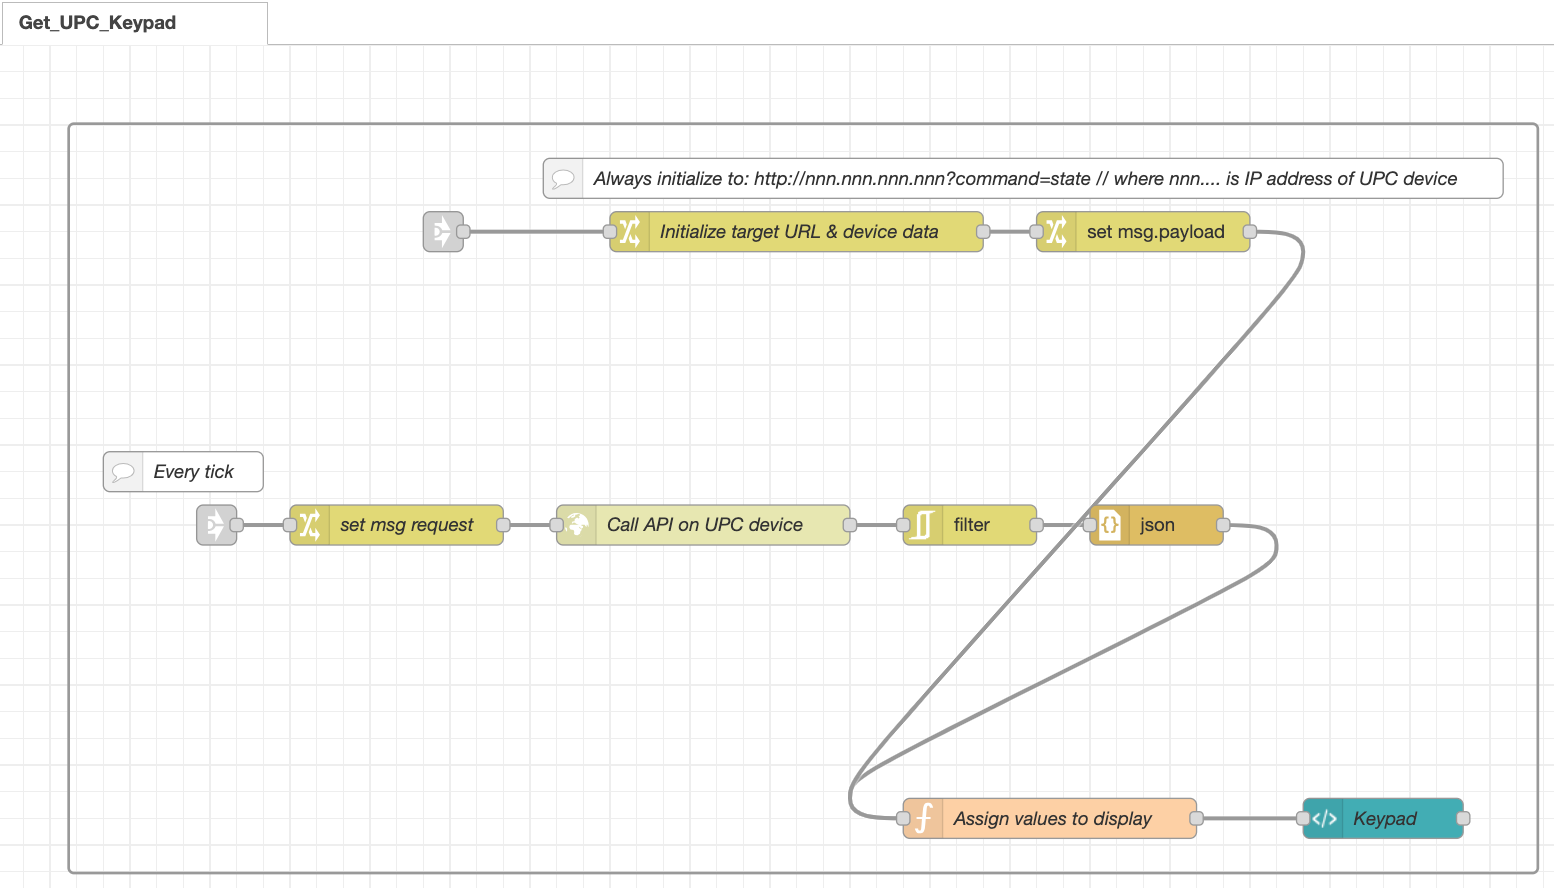 Get_UPC_Keypad
Always initialize to: http://nnn.nnn.nnn.nnn?command=state // where nnn.... is IP address of UPC device
Initialize target URL & device data
set msg.payload
Every tick
set msg request
Call API on UPC device
filter
json
Assign values to display
Keypad